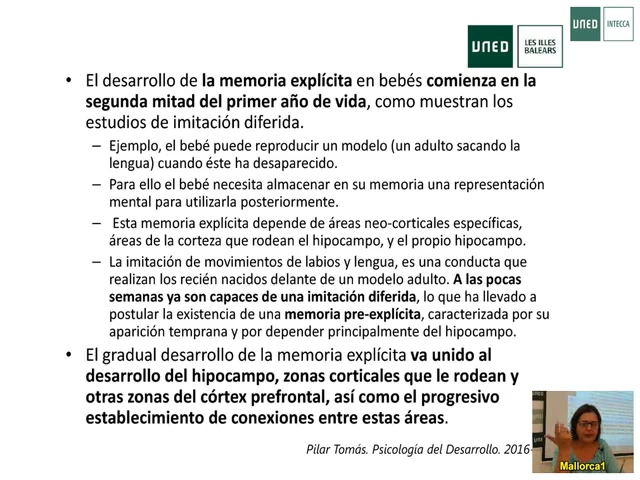 UNED
INTECCA
UNED
LES ILLES
BALEARS
• El desarrollo de la memoria explícita en bebés comienza en la
segunda mitad del primer año de vida, como muestran los
estudios de imitación diferida.
– Ejemplo, el bebé puede reproducir un modelo (un adulto sacando la
lengua) cuando éste ha desaparecido.
– Para ello el bebé necesita almacenar en su memoria una representación
mental para utilizarla posteriormente.
– Esta memoria explícita depende de áreas neo-corticales específicas,
áreas de la corteza que rodean el hipocampo, y el propio hipocampo.
– La imitación de movimientos de labios y lengua, es una conducta que
realizan los recién nacidos delante de un modelo adulto. A las pocas
semanas ya son capaces de una imitación diferida, lo que ha llevado a
postular la existencia de una memoria pre-explícita, caracterizada por su
aparición temprana y por depender principalmente del hipocampo.
• El gradual desarrollo de la memoria explícita va unido al
desarrollo del hipocampo, zonas corticales que le rodean y
otras zonas del córtex prefrontal, así como el progresivo
establecimiento de conexiones entre estas áreas.
Pilar Tomás. Psicología del Desarrollo. 2016-
Mallorca1